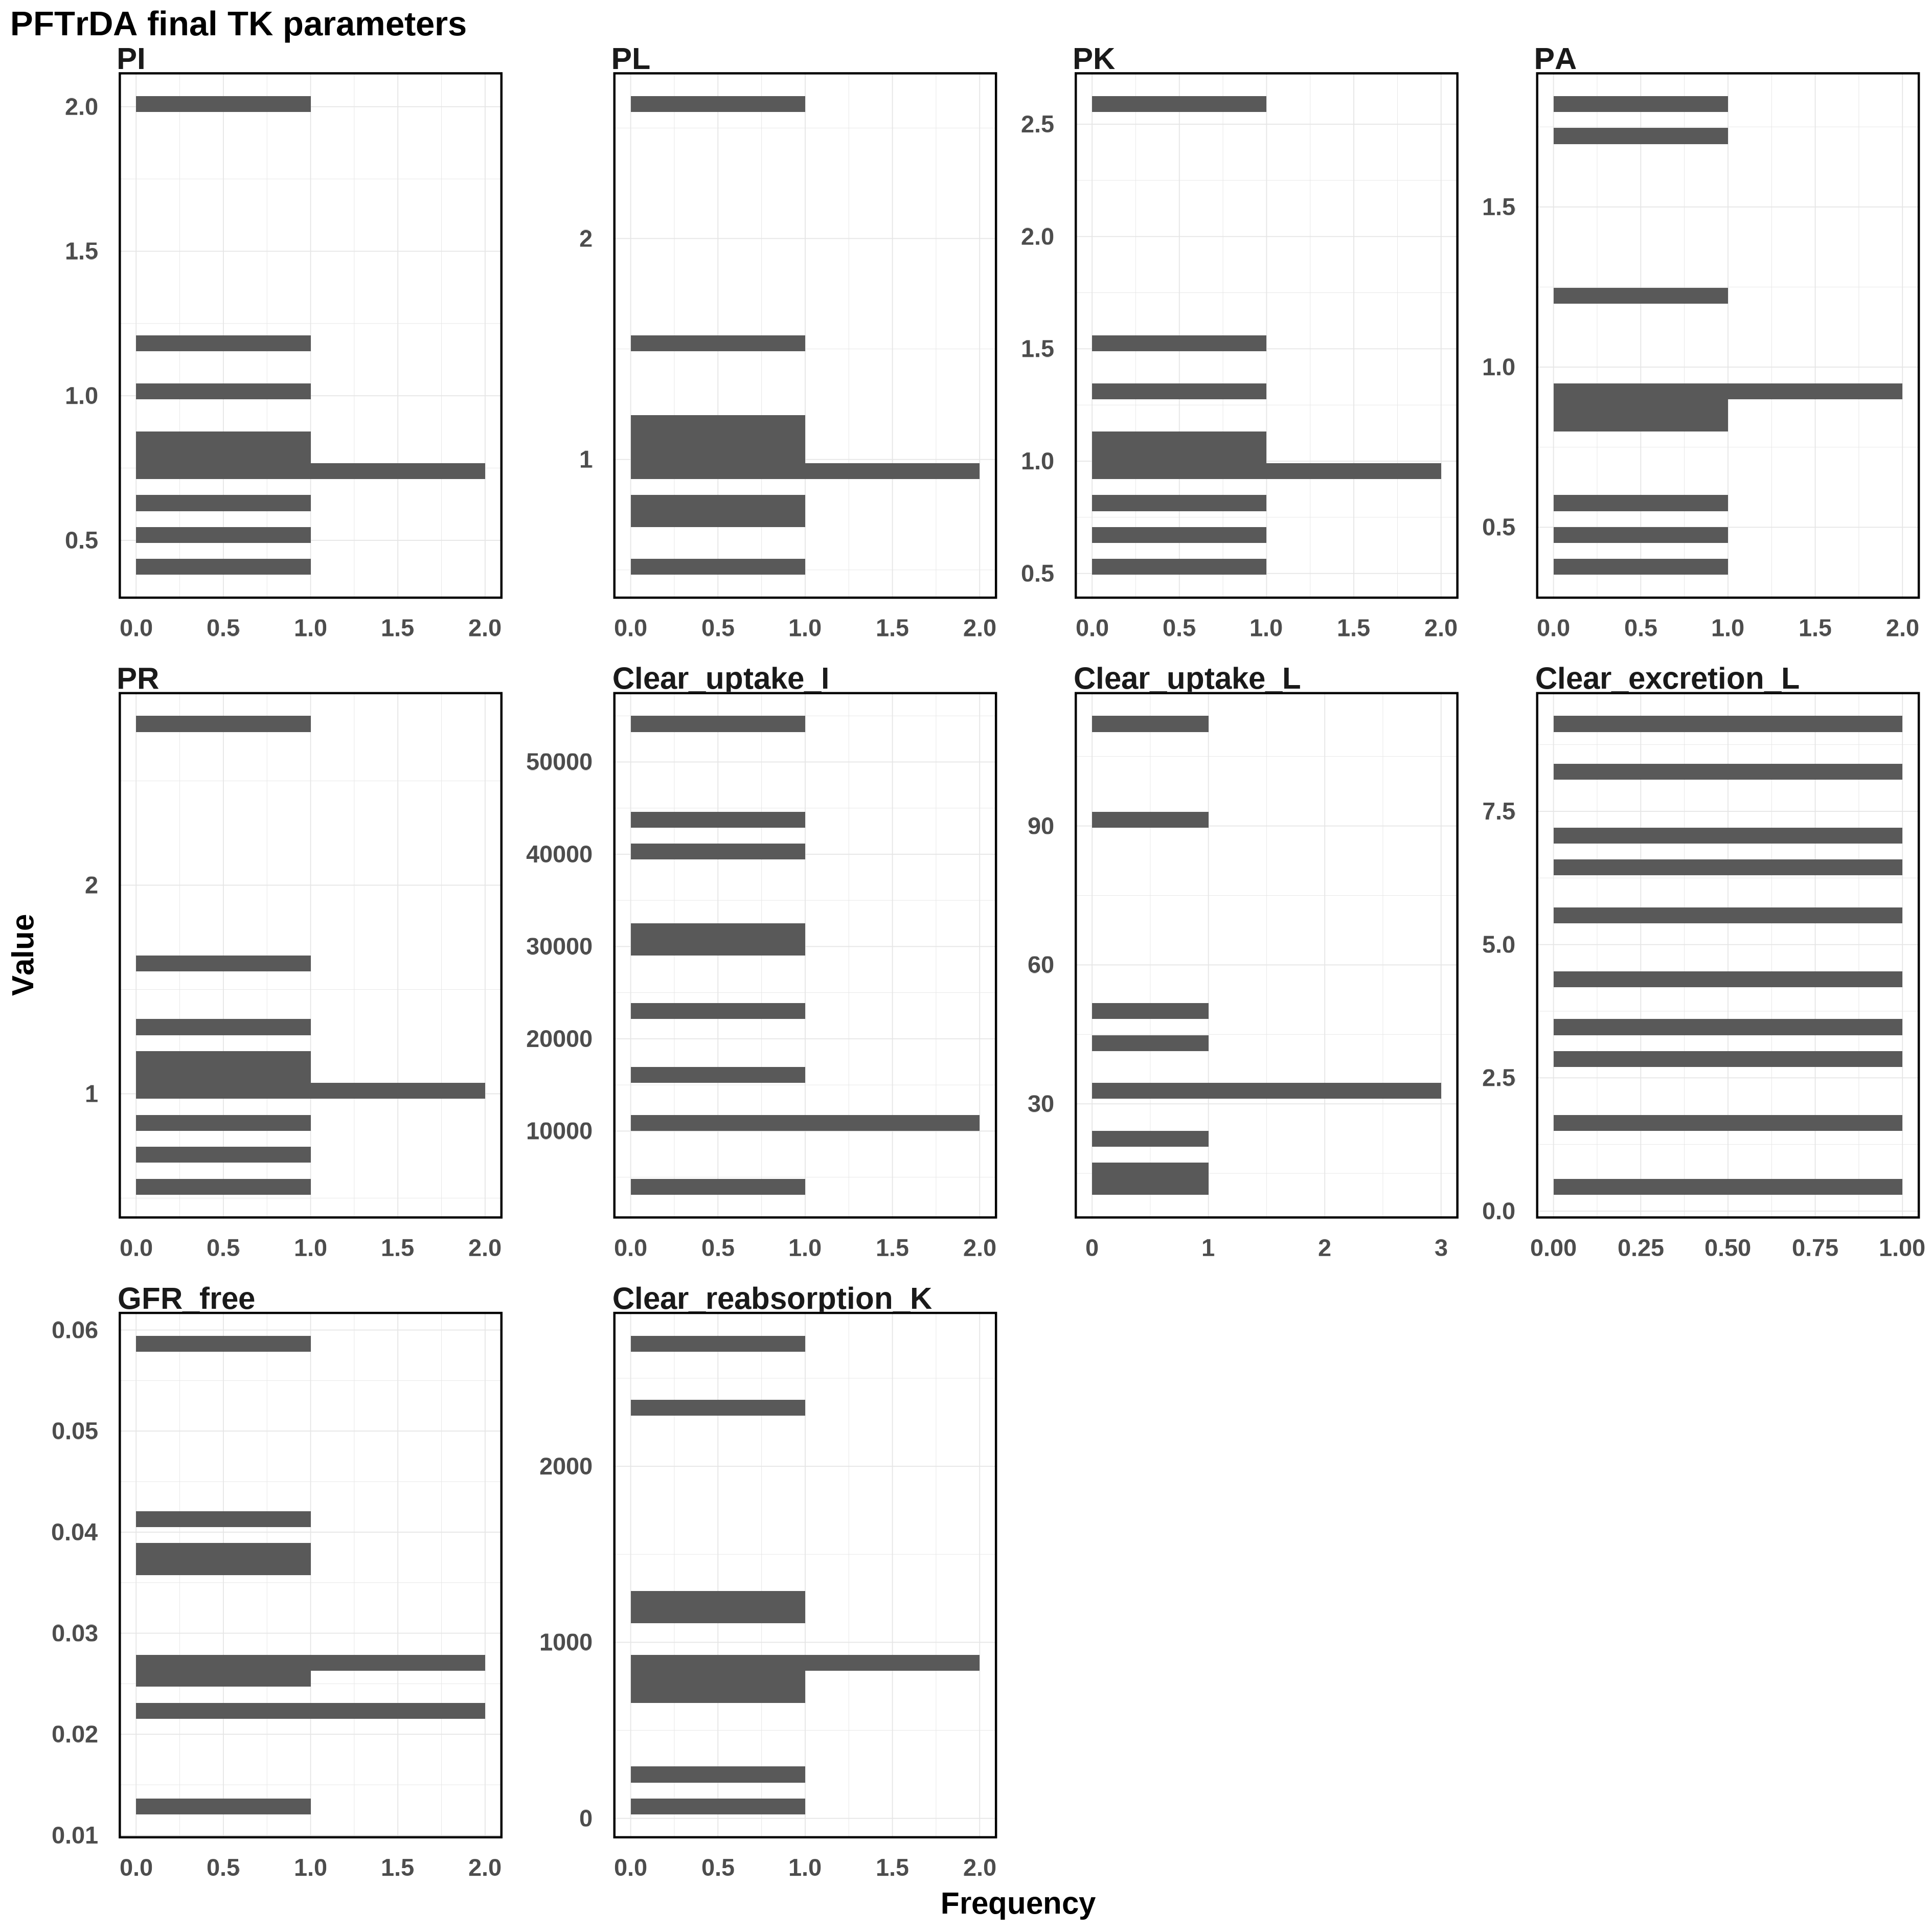 PFTrDA final TK parameters
PI PL PK PA
2.0
1.5
1.0
0.5
0.0 0.5 1.0 1.5 2.0
2
1
0.0 0.5 1.0 1.5 2.0
2.5
2.0
1.5
1.0
0.5
0.0 0.5 1.0 1.5 2.0
1.5
1.0
0.5
0.0 0.5 1.0 1.5 2.0
Value
PR Clear_uptake_I Clear_uptake_L Clear_excretion_L
2
1
0.0 0.5 1.0 1.5 2.0
50000
40000
30000
20000
10000
0.0 0.5 1.0 1.5 2.0
90
60
30
0 1 2 3
7.5
5.0
2.5
0.0
0.00 0.25 0.50 0.75 1.00
GFR_free Clear_reabsorption_K
0.06
0.05
0.04
0.03
0.02
0.01
0.0 0.5 1.0 1.5 2.0
2000
1000
0
0.0 0.5 1.0 1.5 2.0
Frequency